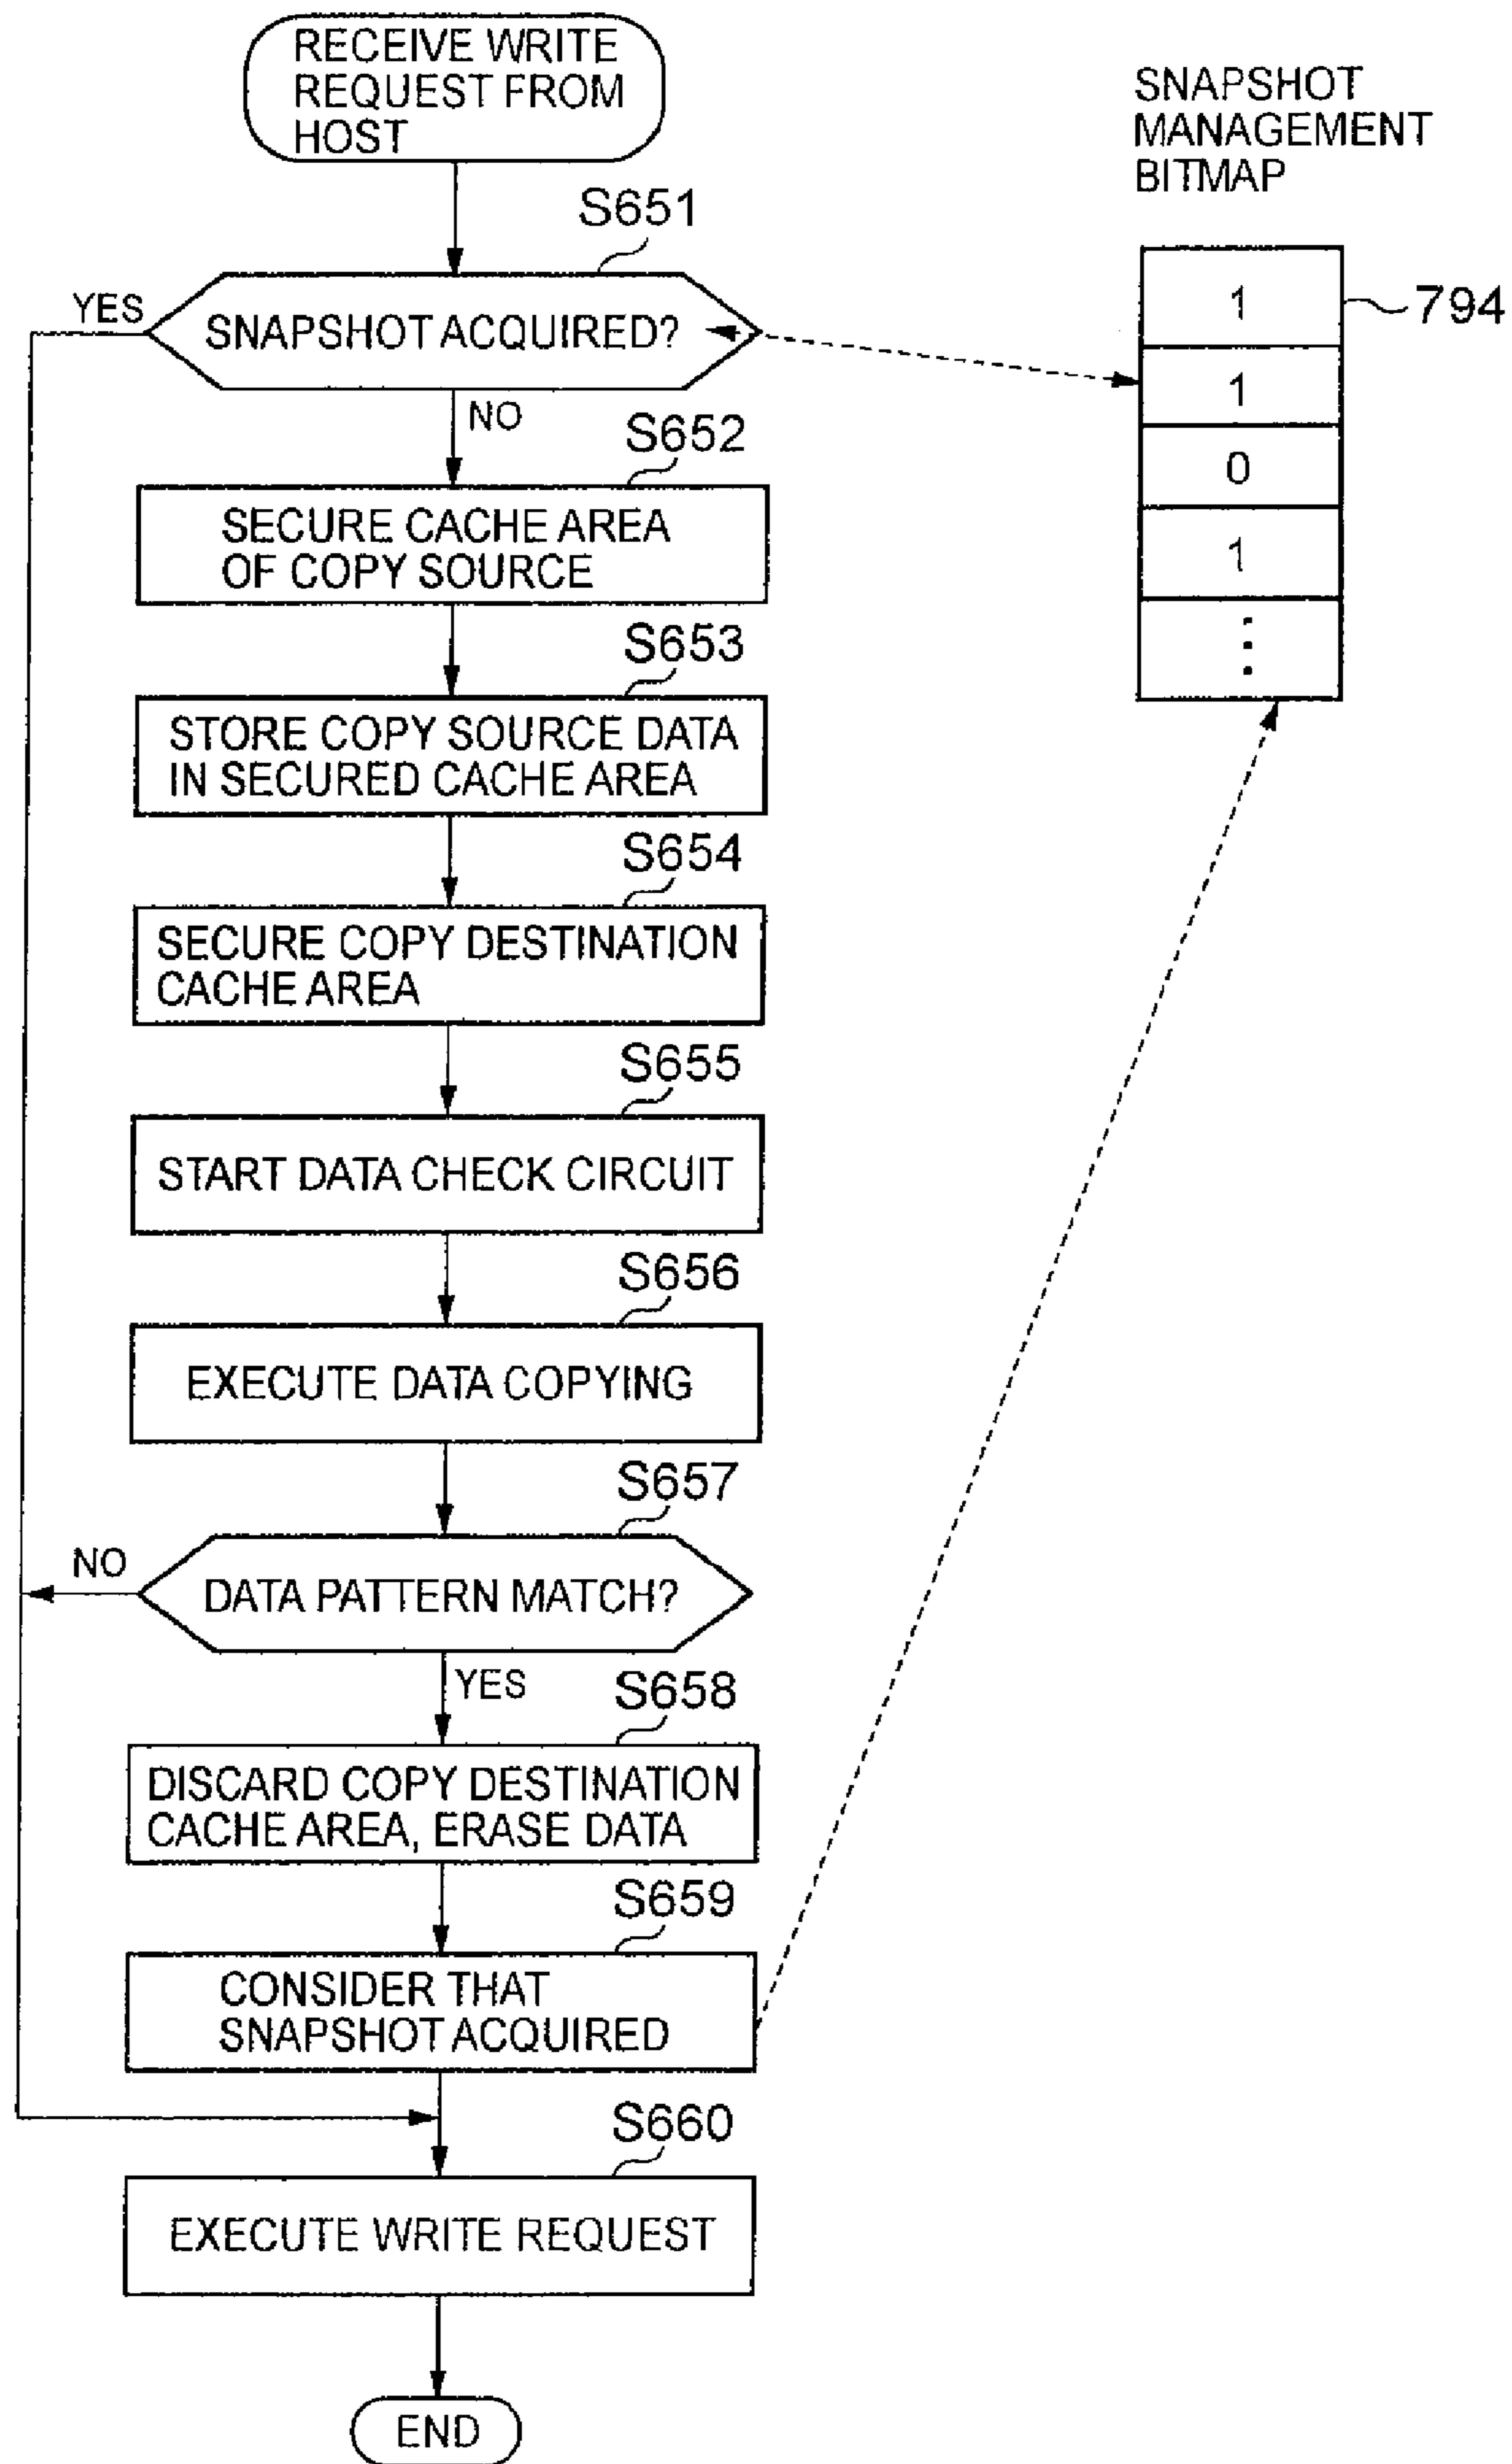 RECEIVE WRITE
REQUEST FROM
HOST
SNAPSHOT
MANAGEMENT
BITMAP
S651
YES
SNAPSHOT ACQUIRED?
NO
1
794
1
0
1
S652
SECURE CACHE AREA
OF COPY SOURCE
S653
STORE COPY SOURCE DATA
IN SECURED CACHE AREA
S654
SECURE COPY DESTINATION
CACHE AREA
S655
START DATA CHECK CIRCUIT
S656
EXECUTE DATA COPYING
S657
NO
DATA PATTERN MATCH?
YES
S658
DISCARD COPY DESTINATION
CACHE AREA, ERASE DATA
S659
CONSIDER THAT
SNAPSHOT ACQUIRED
S660
EXECUTE WRITE REQUEST
END